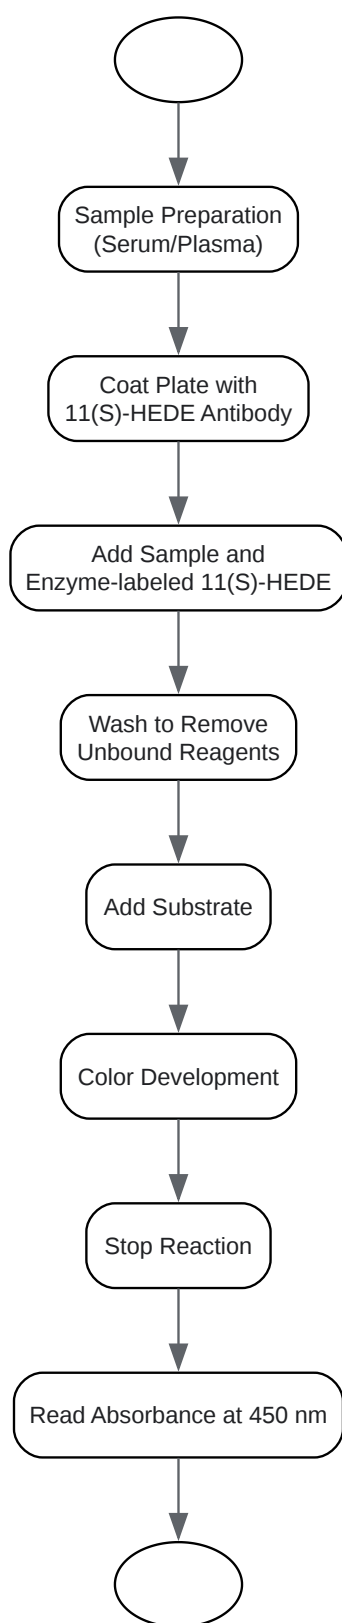 Sample Preparation
(Serum/Plasma)
Coat Plate with
11(S)-HEDE Antibody
Add Sample and
Enzyme-labeled 11(S)-HEDE
Wash to Remove
Unbound Reagents
Add Substrate
Color Development
Stop Reaction
Read Absorbance at 450 nm